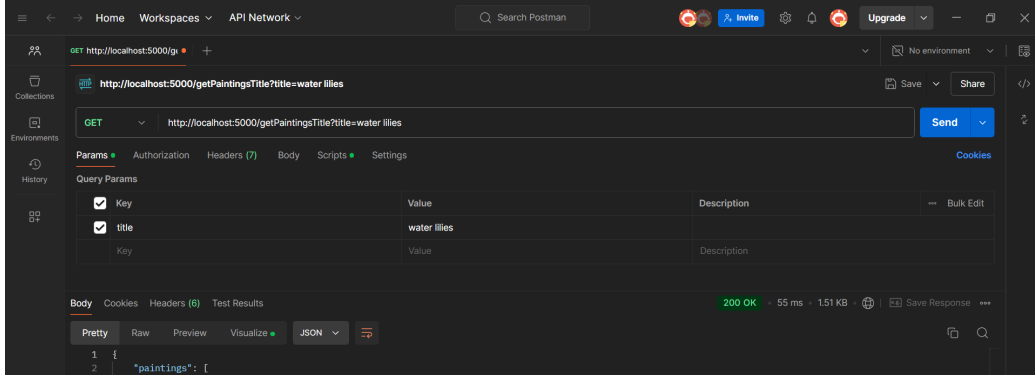 Home Workspaces API Network Search Postman Invite Upgrade
GET http://localhost:5000/ge No environment
HTTP http://localhost:5000/getPaintingsTitle?title=water lilies Save Share
Collections
GET http://localhost:5000/getPaintingsTitle?title=water lilies Send
Environments
Params Authorization Headers (7) Body Scripts Settings Cookies
History
Query Params
Key Value Description Bulk Edit
title water lilies
Key Value Description
Body Cookies Headers (6) Test Results 200 OK 55 ms 1.51 KB Save Response
Pretty Raw Preview Visualize JSON
1 {
2 "paintings": [